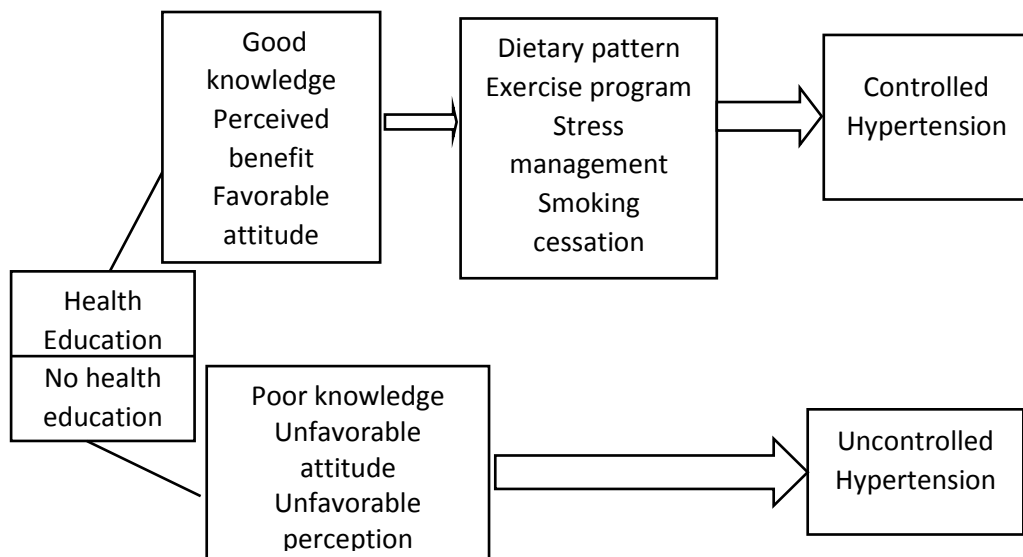 Good
knowledge
Perceived
benefit
Favorable
attitude
Dietary pattern
Exercise program
Stress
management
Smoking
cessation
Controlled
Hypertension
Health
Education
No health
education
Poor knowledge
Unfavorable
attitude
Unfavorable
perception
Uncontrolled
Hypertension